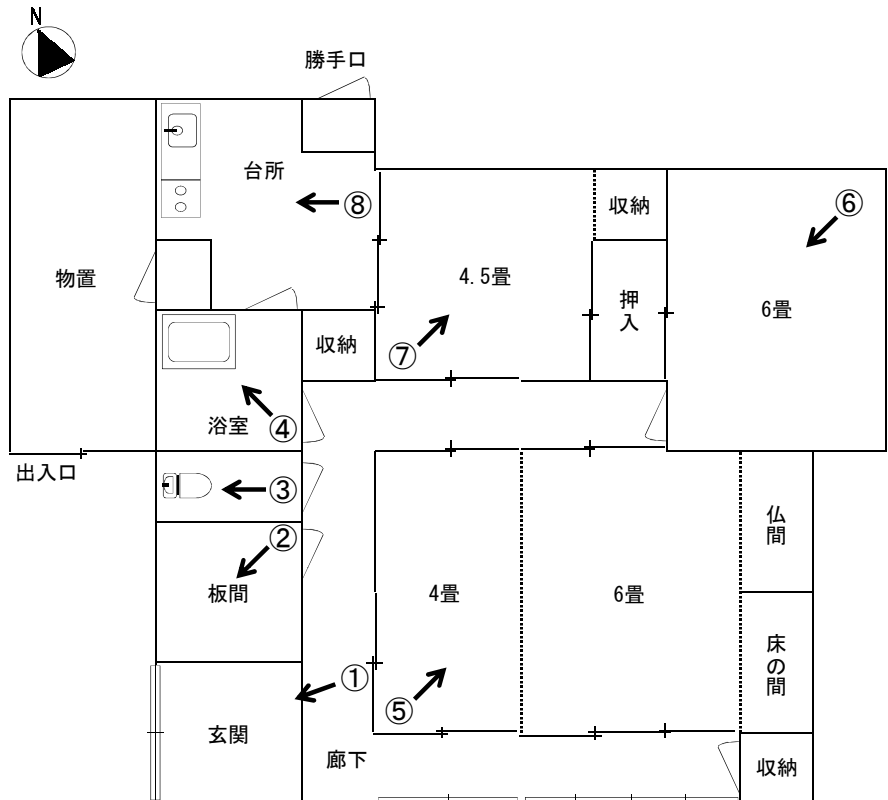 N
勝手口
台所
⑧
収納
⑥
物置
4.5畳
押入
6畳
収納
⑦
浴室
④
出入口
③
②
仏間
板間
4畳
6畳
床の間
①
⑤
玄関
廊下
収納